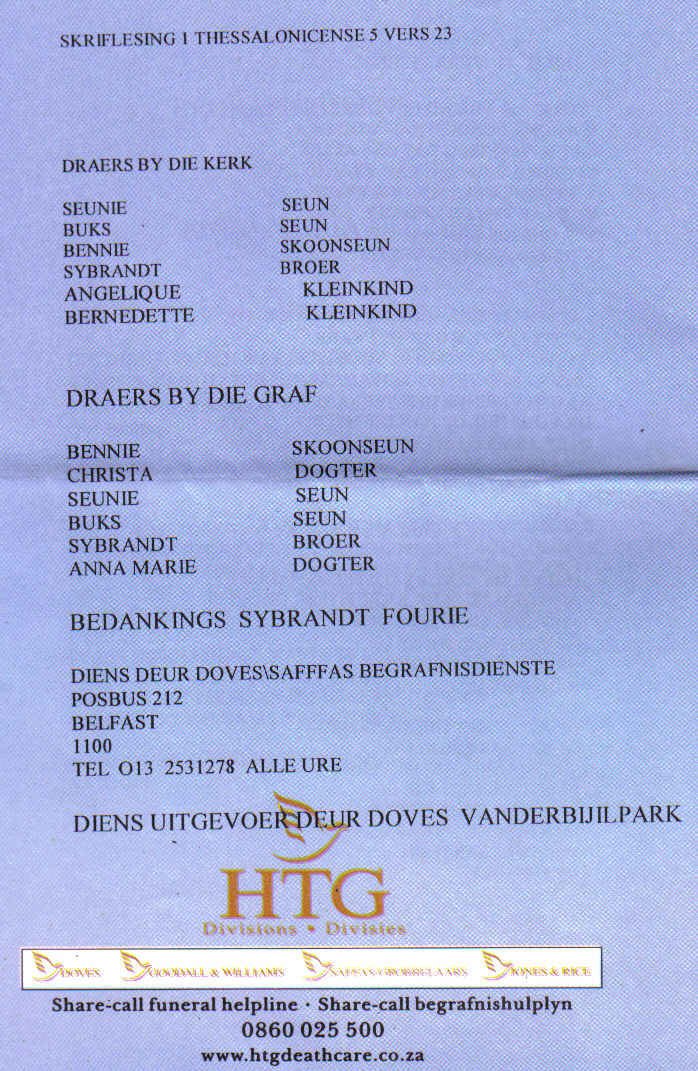 SKRIFLESING 1 THESSALONICENSE 5 VERS 23
DRAERS BY DIE KERK
SEUNIE SEUN
BUKS SEUN
BENNIE SKOONSEUN
SYBRANDT BROER
ANGELIQUE KLEINKIND
BERNEDETTE KLEINKIND
DRAERS BY DIE GRAF
BENNIE SKOONSEUN
CHRISTA DOGTER
SEUNIE SEUN
BUKS SEUN
SYBRANDT BROER
ANNA MARIE DOGTER
BEDANKINGS SYBRANDT FOURIE
DIENS DEUR DOVES\SAFFFAS BEGRAFNISDIENSTE
POSBUS 212
BELFAST
1100
TEL O13 2531278 ALLE URE
DIENS UITGEVOER DEUR DOVES VANDERBIJILPARK
HTG
Divisions • Divisies
DOVES GOODALL & WILLIAMS SAFFAS/GROBBELAARS JONES & RICE
Share-call funeral helpline · Share-call begrafnishulplyn
0860 025 500
www.htgdeathcare.co.za